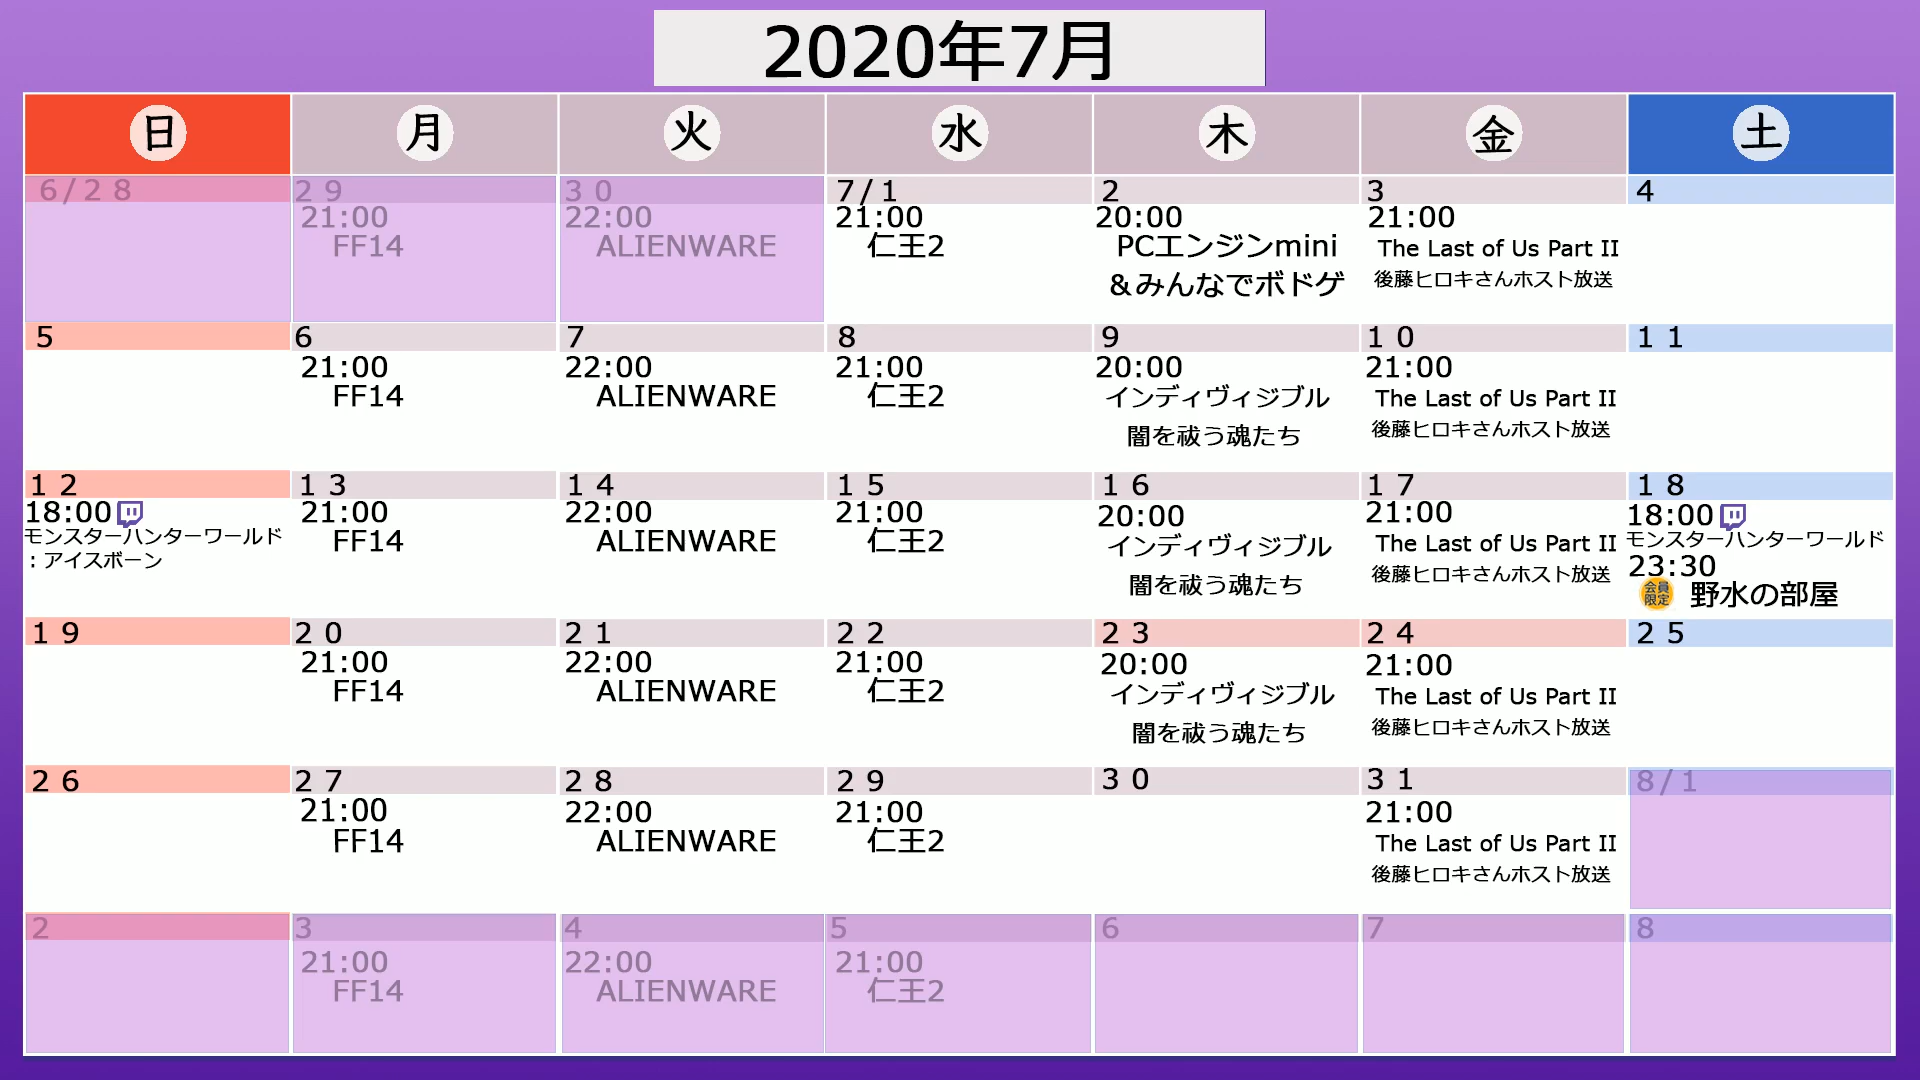 2020年7月
日 月 火 水 木 金 土
6/28
29
21:00
FF14
30
22:00
ALIENWARE
7/1
21:00
仁王2
2
20:00
PCエンジンmini
＆みんなでボドゲ
3
21:00
The Last of Us Part II
後藤ヒロキさんホスト放送
4
5
6
21:00
FF14
7
22:00
ALIENWARE
8
21:00
仁王2
9
20:00
インディヴィジブル
闇を祓う魂たち
10
21:00
The Last of Us Part II
後藤ヒロキさんホスト放送
11
12
18:00
モンスターハンターワールド
：アイスボーン
13
21:00
FF14
14
22:00
ALIENWARE
15
21:00
仁王2
16
20:00
インディヴィジブル
闇を祓う魂たち
17
21:00
The Last of Us Part II
後藤ヒロキさんホスト放送
18
18:00
モンスターハンターワールド
23:30
会員
限定
野水の部屋
19
20
21:00
FF14
21
22:00
ALIENWARE
22
21:00
仁王2
23
20:00
インディヴィジブル
闇を祓う魂たち
24
21:00
The Last of Us Part II
後藤ヒロキさんホスト放送
25
26
27
21:00
FF14
28
22:00
ALIENWARE
29
21:00
仁王2
30
31
21:00
The Last of Us Part II
後藤ヒロキさんホスト放送
8/1
2
3
21:00
FF14
4
22:00
ALIENWARE
5
21:00
仁王2
6
7
8